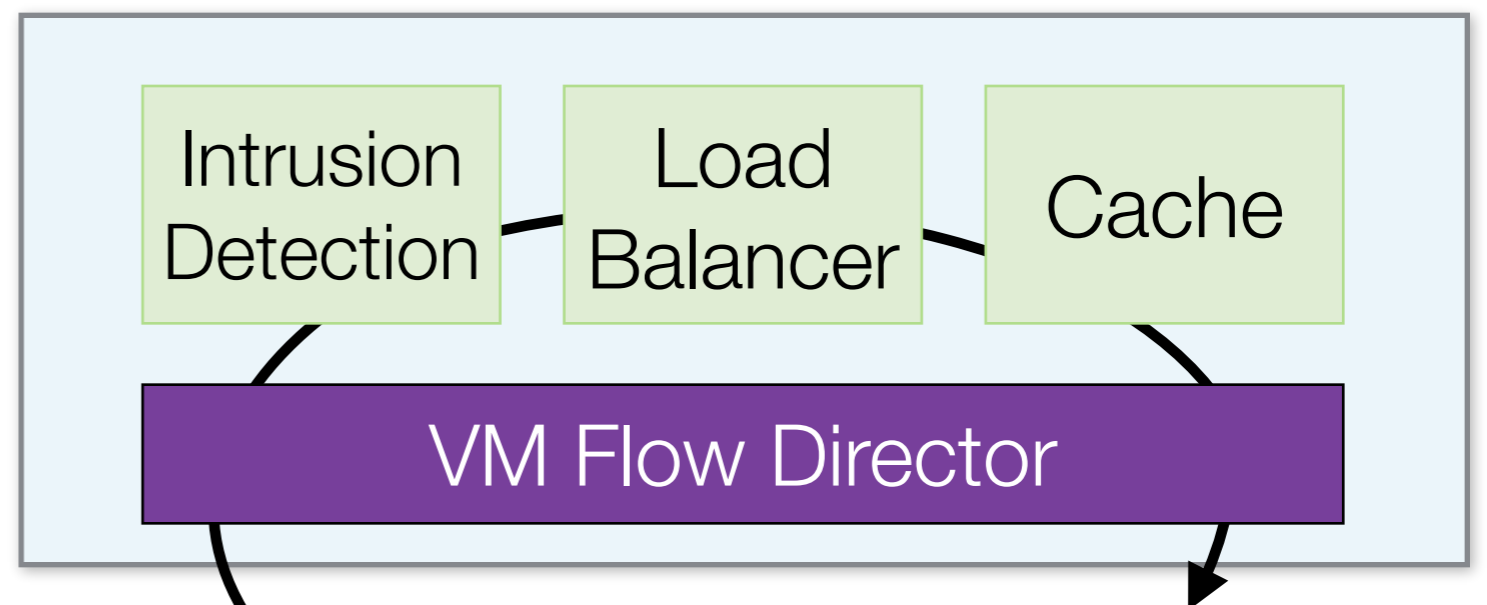 Intrusion
Detection
Load
Balancer
Cache
VM Flow Director